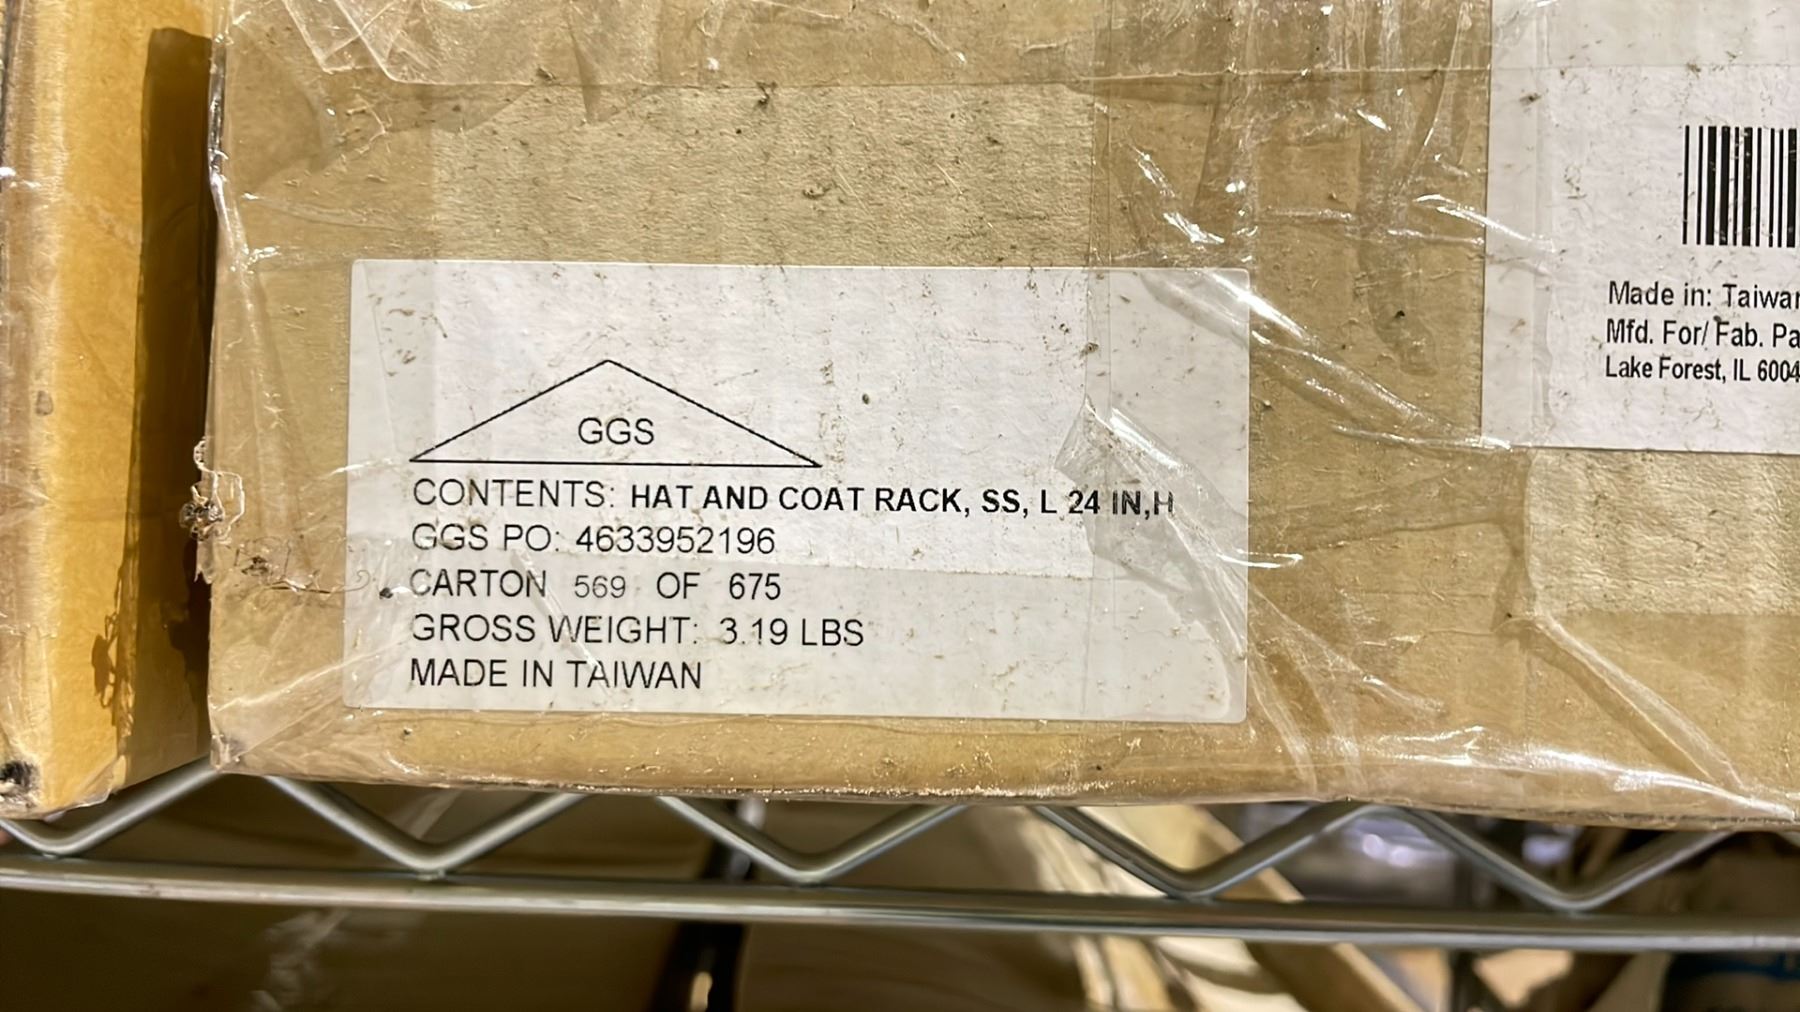 GGS
CONTENTS: HAT AND COAT RACK, SS, L 24 IN,H
GGS PO: 4633952196
CARTON 569 OF 675
GROSS WEIGHT: 3.19 LBS
MADE IN TAIWAN
Made in: Taiwan
Mfd. For/ Fab. Pa
Lake Forest, IL 6004